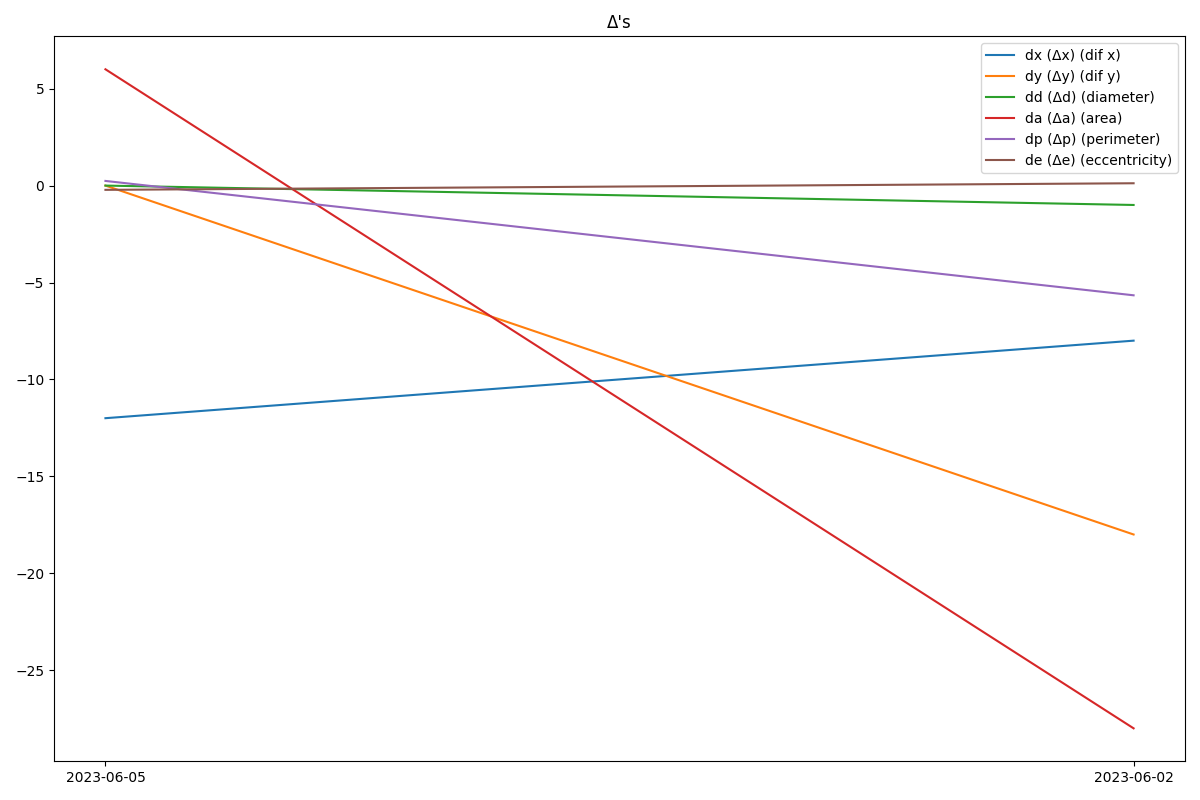 Δ's
dx (Δx) (dif x)
dy (Δy) (dif y)
dd (Δd) (diameter)
da (Δa) (area)
dp (Δp) (perimeter)
de (Δe) (eccentricity)
5
0
−5
−10
−15
−20
−25
2023-06-05
2023-06-02